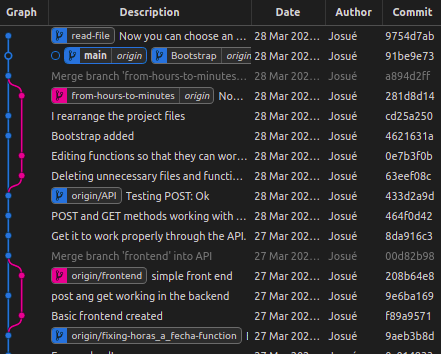 Graph Description Date Author Commit
read-file Now you can choose an ... 28 Mar 202... Josué 9754d7ab
main origin Bootstrap origin 28 Mar 202... Josué 91be9e73
Merge branch 'from-hours-to-minutes... 28 Mar 202... Josué a894d2ff
from-hours-to-minutes origin No... 28 Mar 202... Josué 281d8d14
I rearrange the project files 28 Mar 202... Josué cd25a250
Bootstrap added 28 Mar 202... Josué 4621631a
Editing functions so that they can wor... 28 Mar 202... Josué 0e7b3f0b
Deleting unnecessary files and functi... 28 Mar 202... Josué 63eef08c
origin/API Testing POST: Ok 28 Mar 202... Josué 433d2a9d
POST and GET methods working with ... 28 Mar 202... Josué 464f0d42
Get it to work properly through the API. 27 Mar 202... Josué 8da916c3
Merge branch 'frontend' into API 27 Mar 202... Josué 00d82b98
origin/frontend simple front end 27 Mar 202... Josué 208b64e8
post ang get working in the backend 27 Mar 202... Josué 9e6ba169
Basic frontend created 27 Mar 202... Josué f89a9571
origin/fixing-horas_a_fecha-function 27 Mar 202... Josué 9aeb3b8d